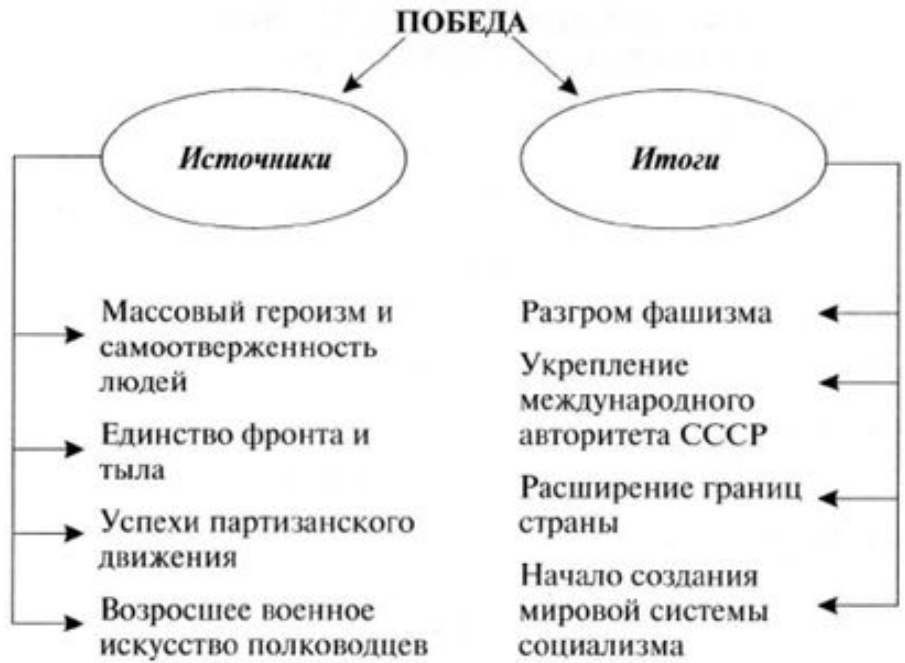 ПОБЕДА
Источники
Массовый героизм и
самоотверженность
людей
Единство фронта и
тыла
Успехи партизанского
движения
Возросшее военное
искусство полководцев
Итоги
Разгром фашизма
Укрепление
международного
авторитета СССР
Расширение границ
страны
Начало создания
мировой системы
социализма